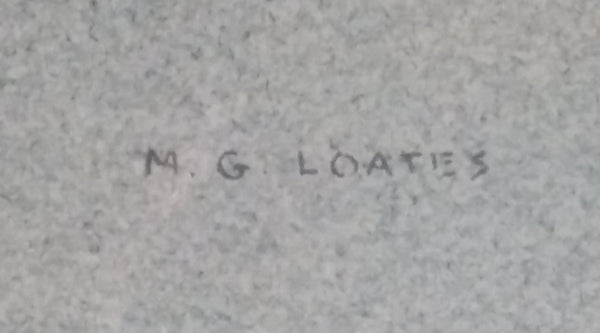 M. G. LOATES